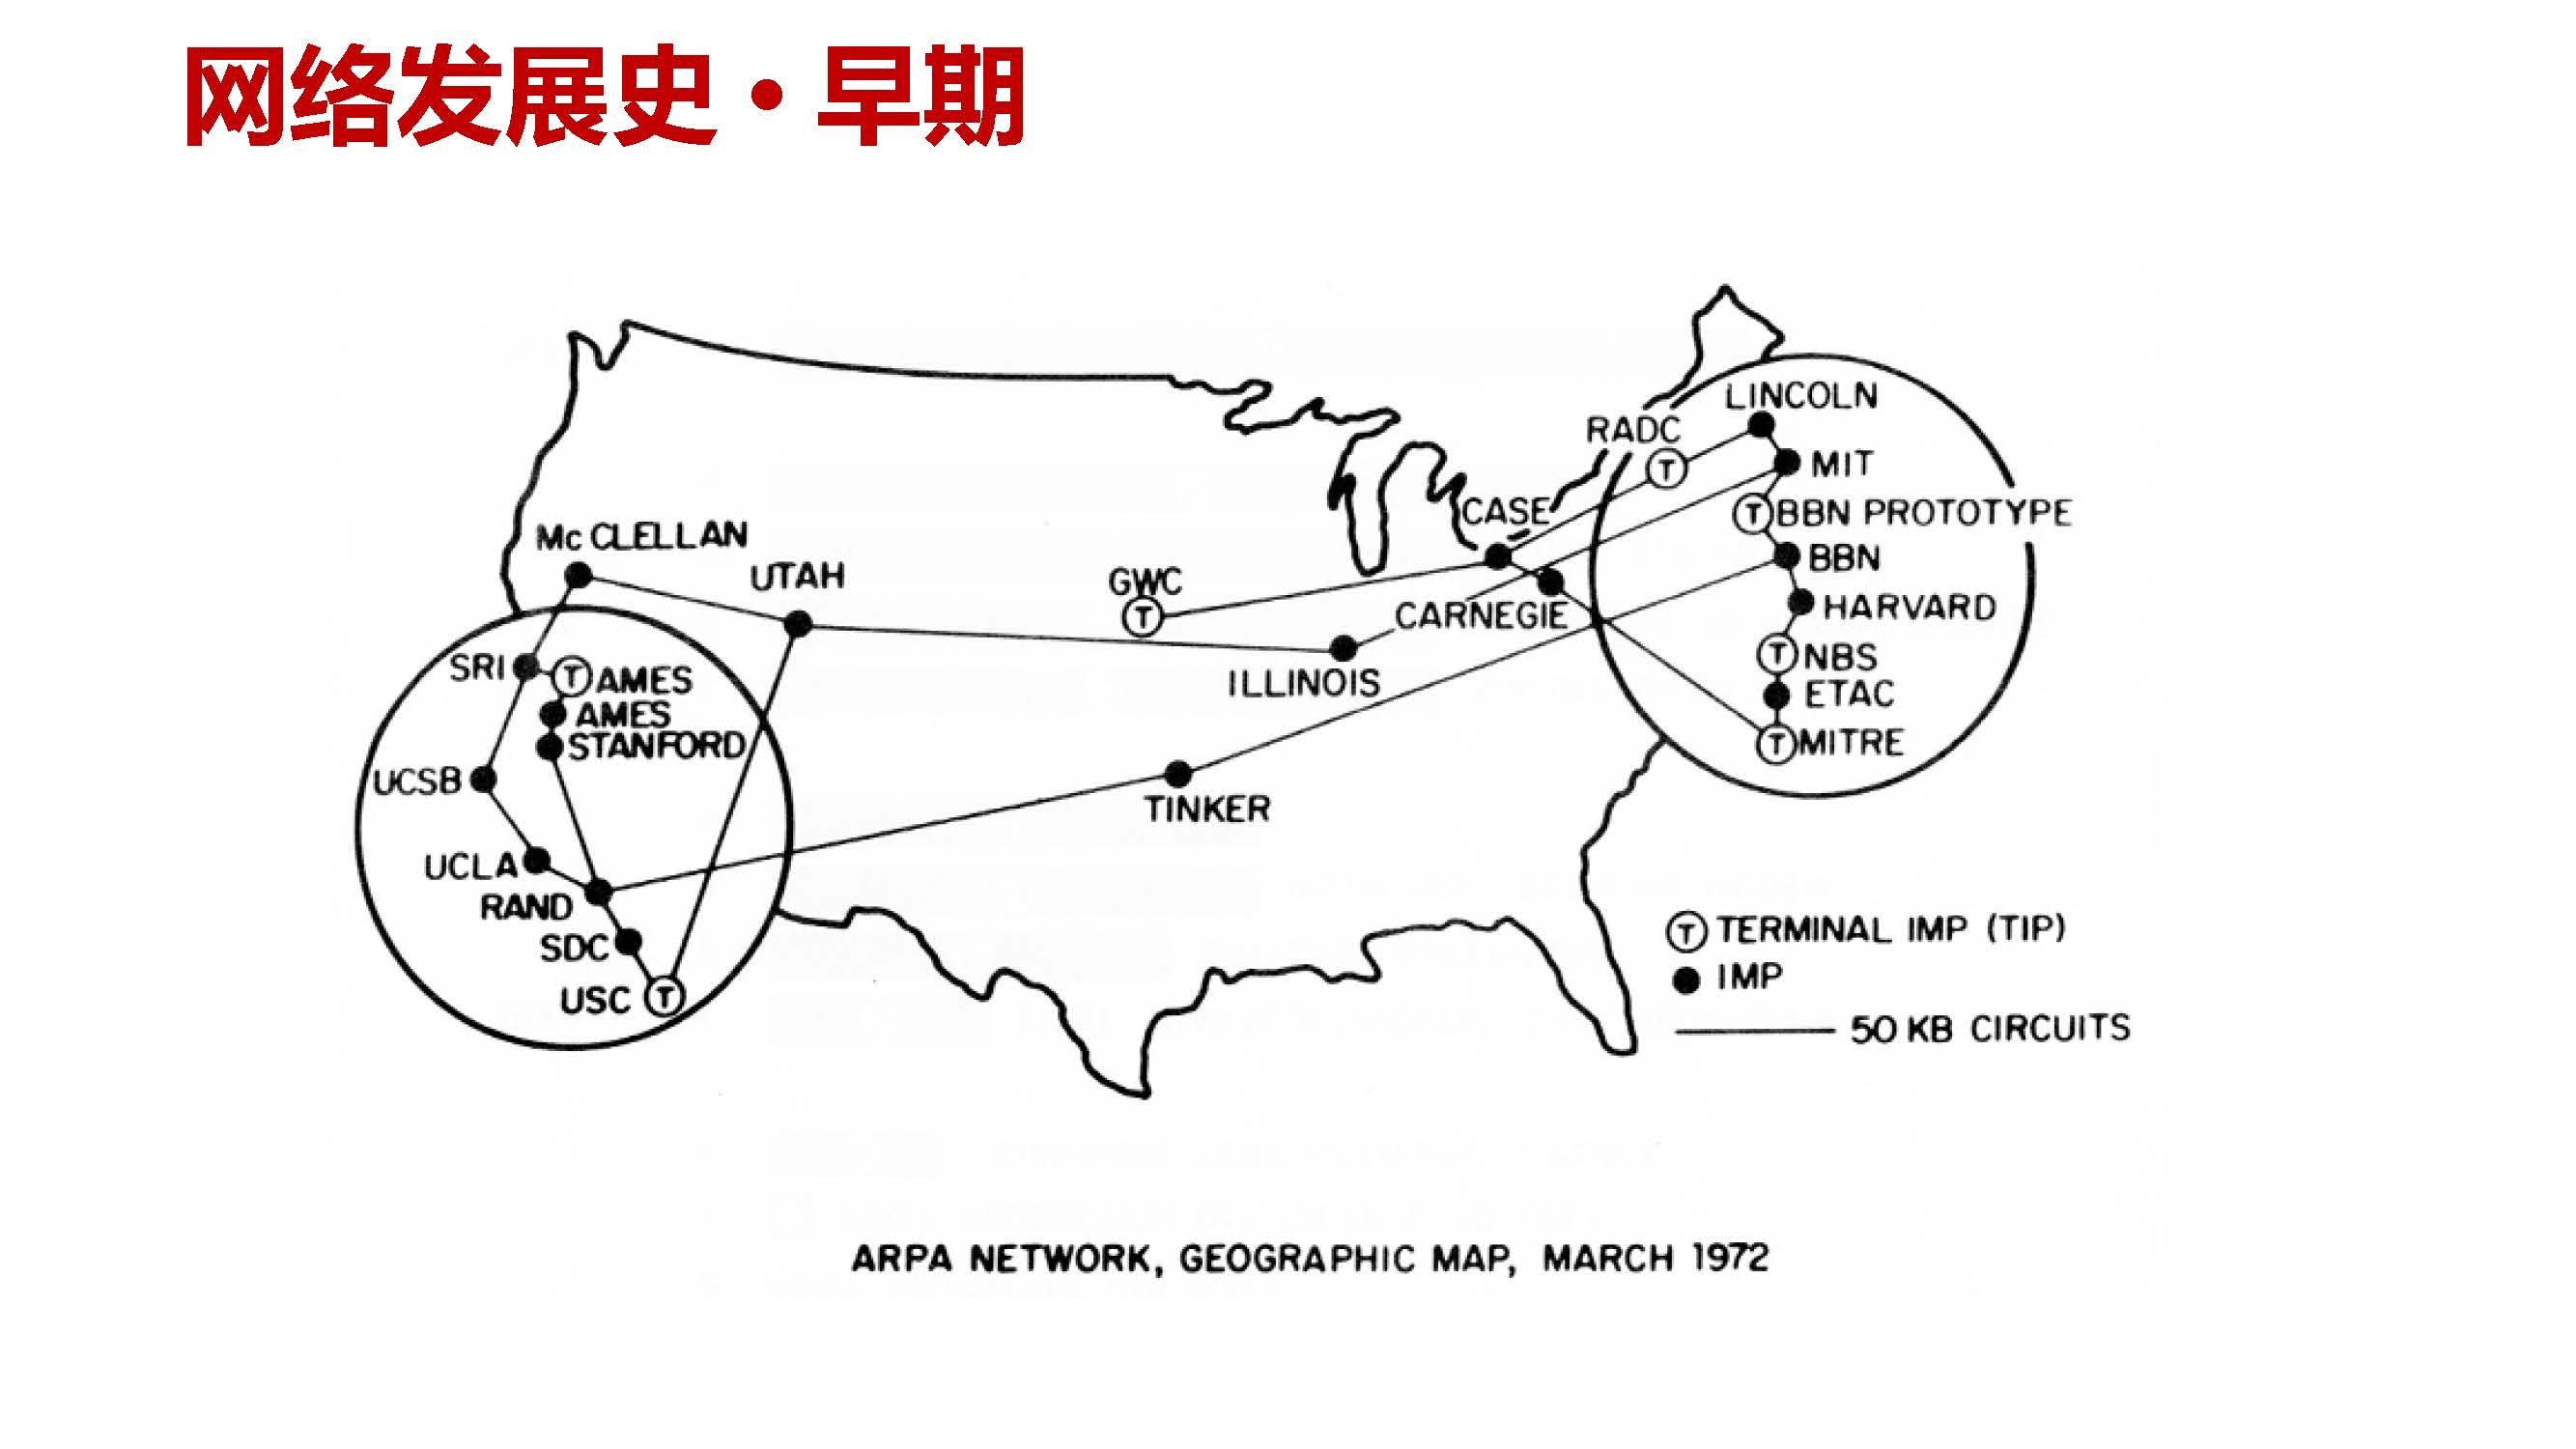 网络发展史·早期
LINCOLN
RADC
T
MIT
CASE
T BBN PROTOTYPE
Mc CLELLAN
BBN
UTAH
GWC
T
CARNEGIE
HARVARD
SRI
T AMES
ILLINOIS
T NBS
AMES
ETAC
STANFORD
T MITRE
UCSB
TINKER
UCLA
RAND
SDC
USC T
T TERMINAL IMP (TIP)
IMP
50 KB CIRCUITS
ARPA NETWORK, GEOGRAPHIC MAP, MARCH 1972